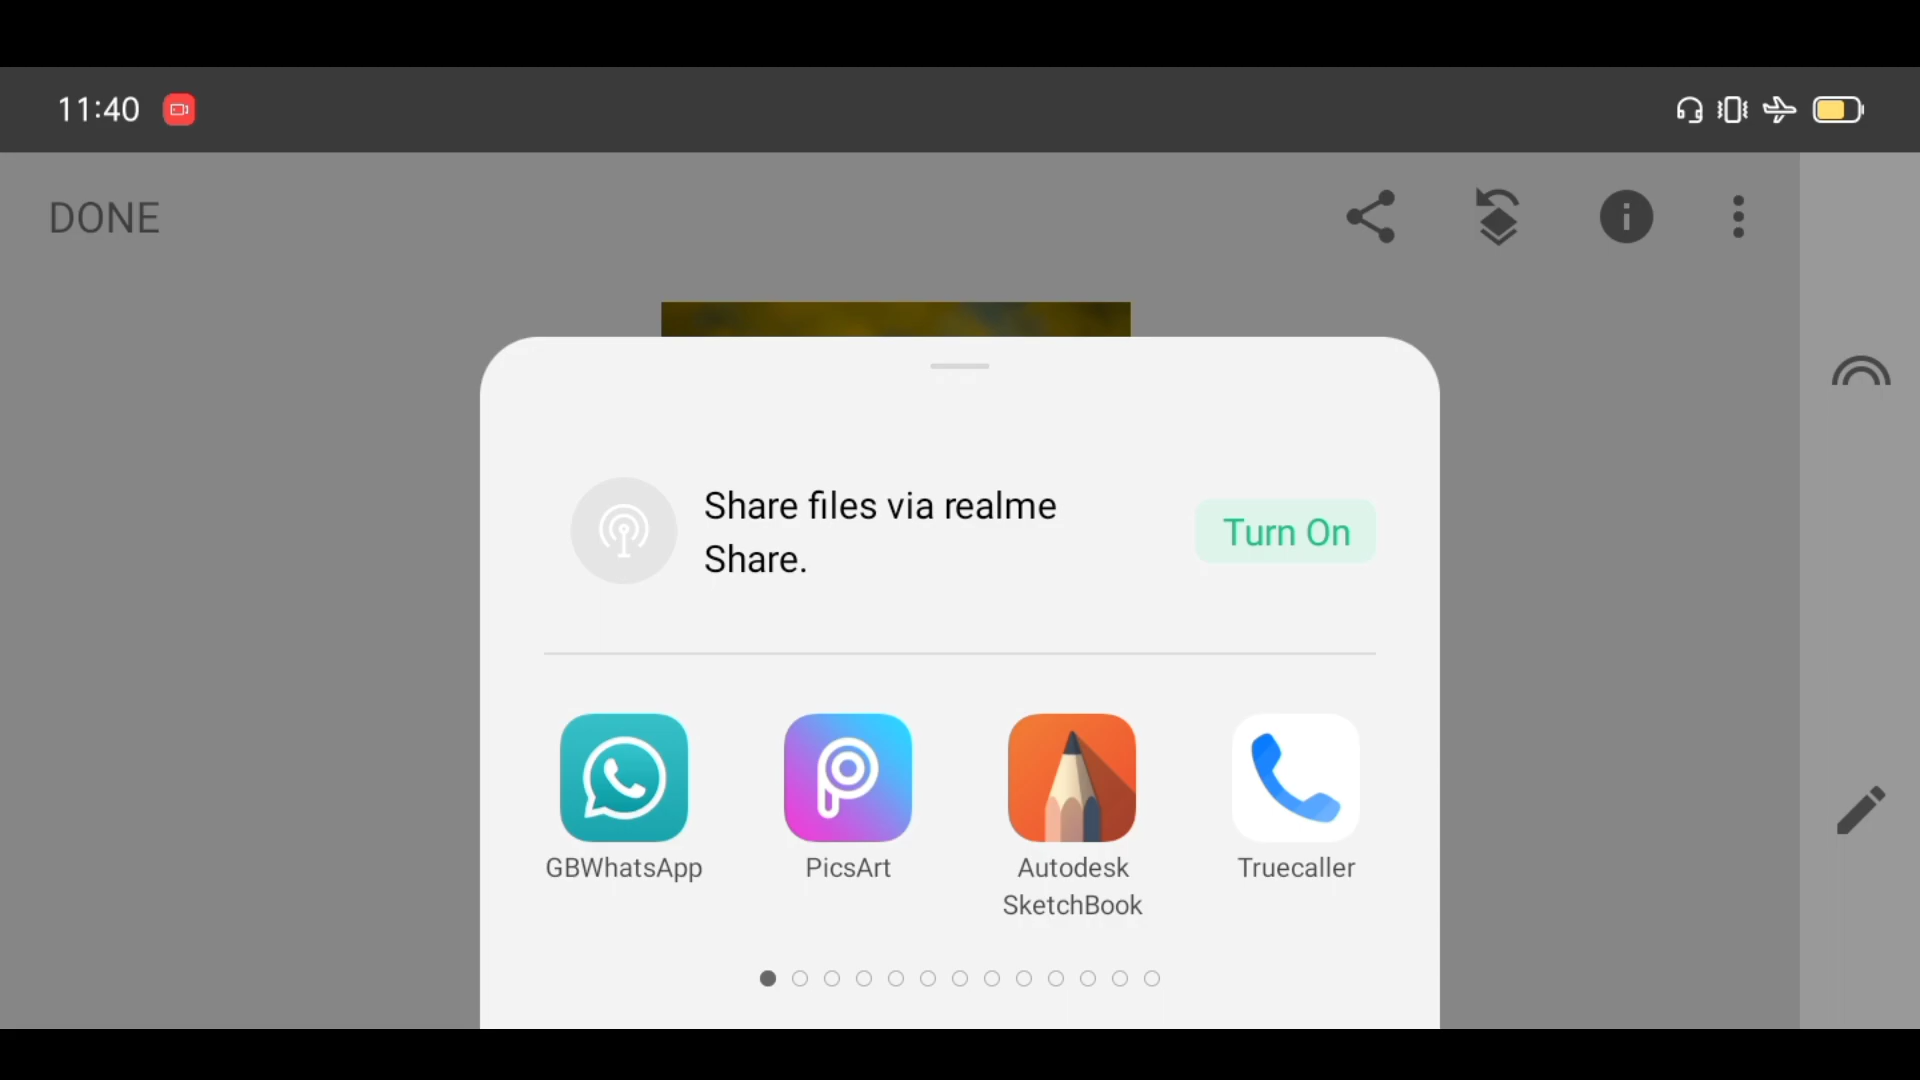 11:40
DONE
Share files via realme
Share.
Turn On
GBWhatsApp
PicsArt
Autodesk
SketchBook
Truecaller